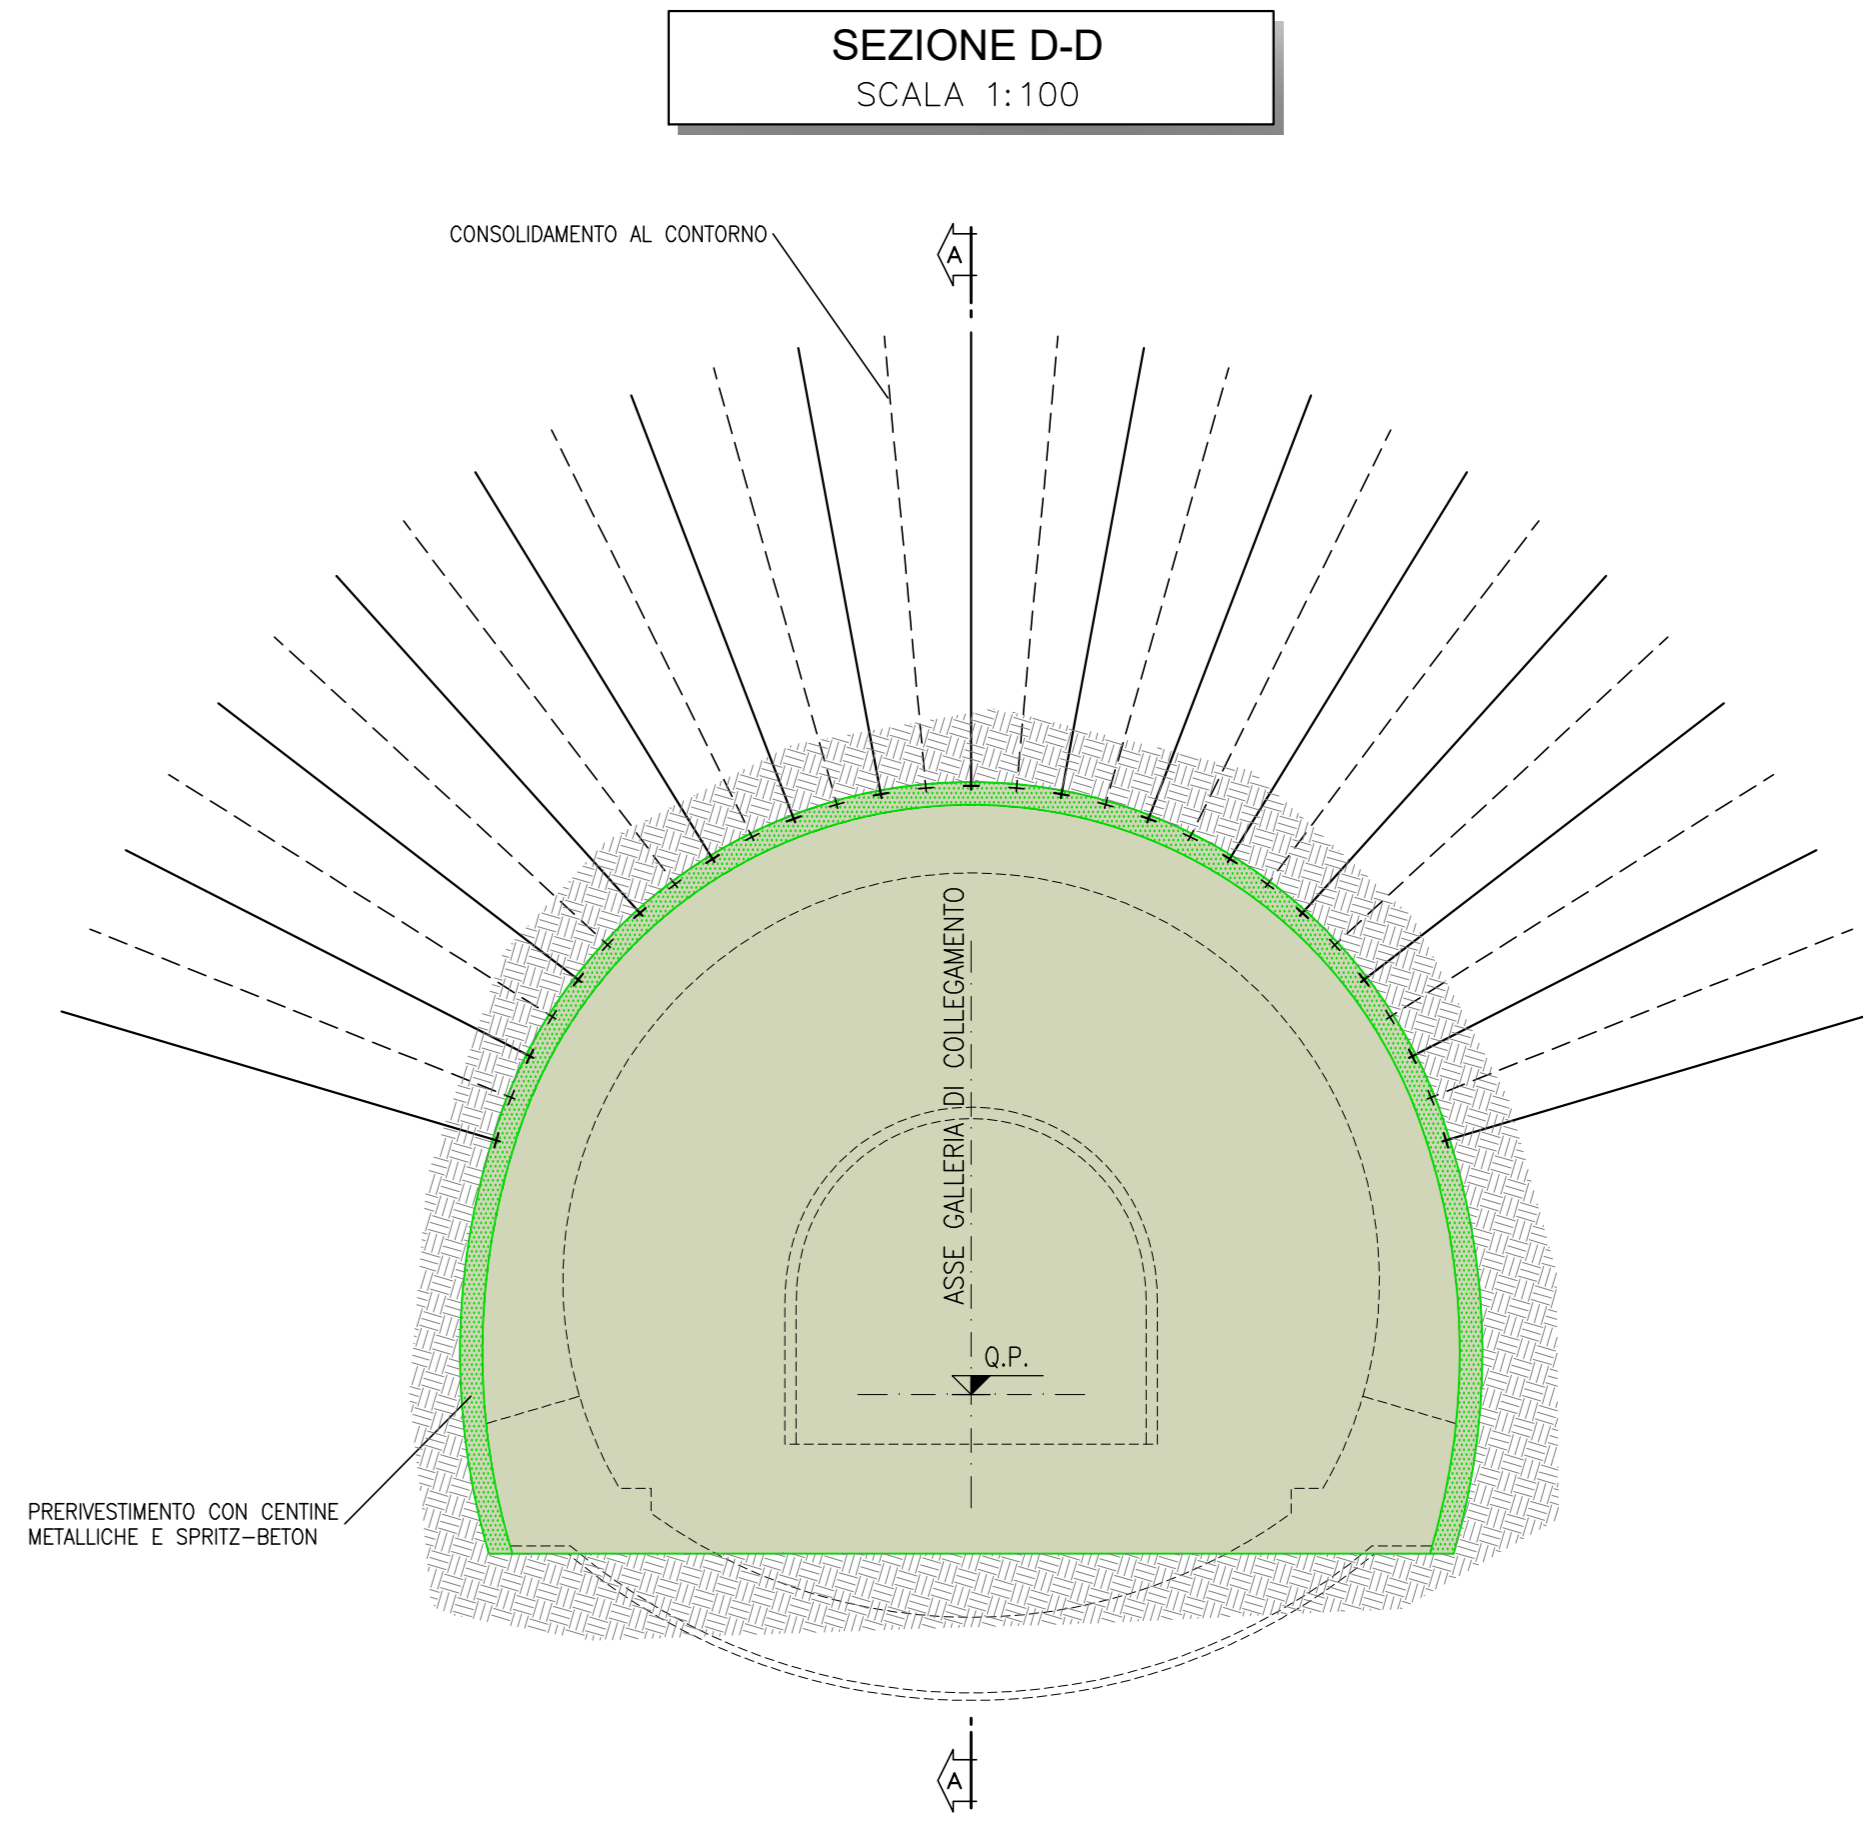 SEZIONE D-D
SCALA 1:100
CONSOLIDAMENTO AL CONTORNO
A
ASSE GALLERIA DI COLLEGAMENTO
Q.P.
PRERIVESTIMENTO CON CENTINE
METALLICHE E SPRITZ-BETON
A